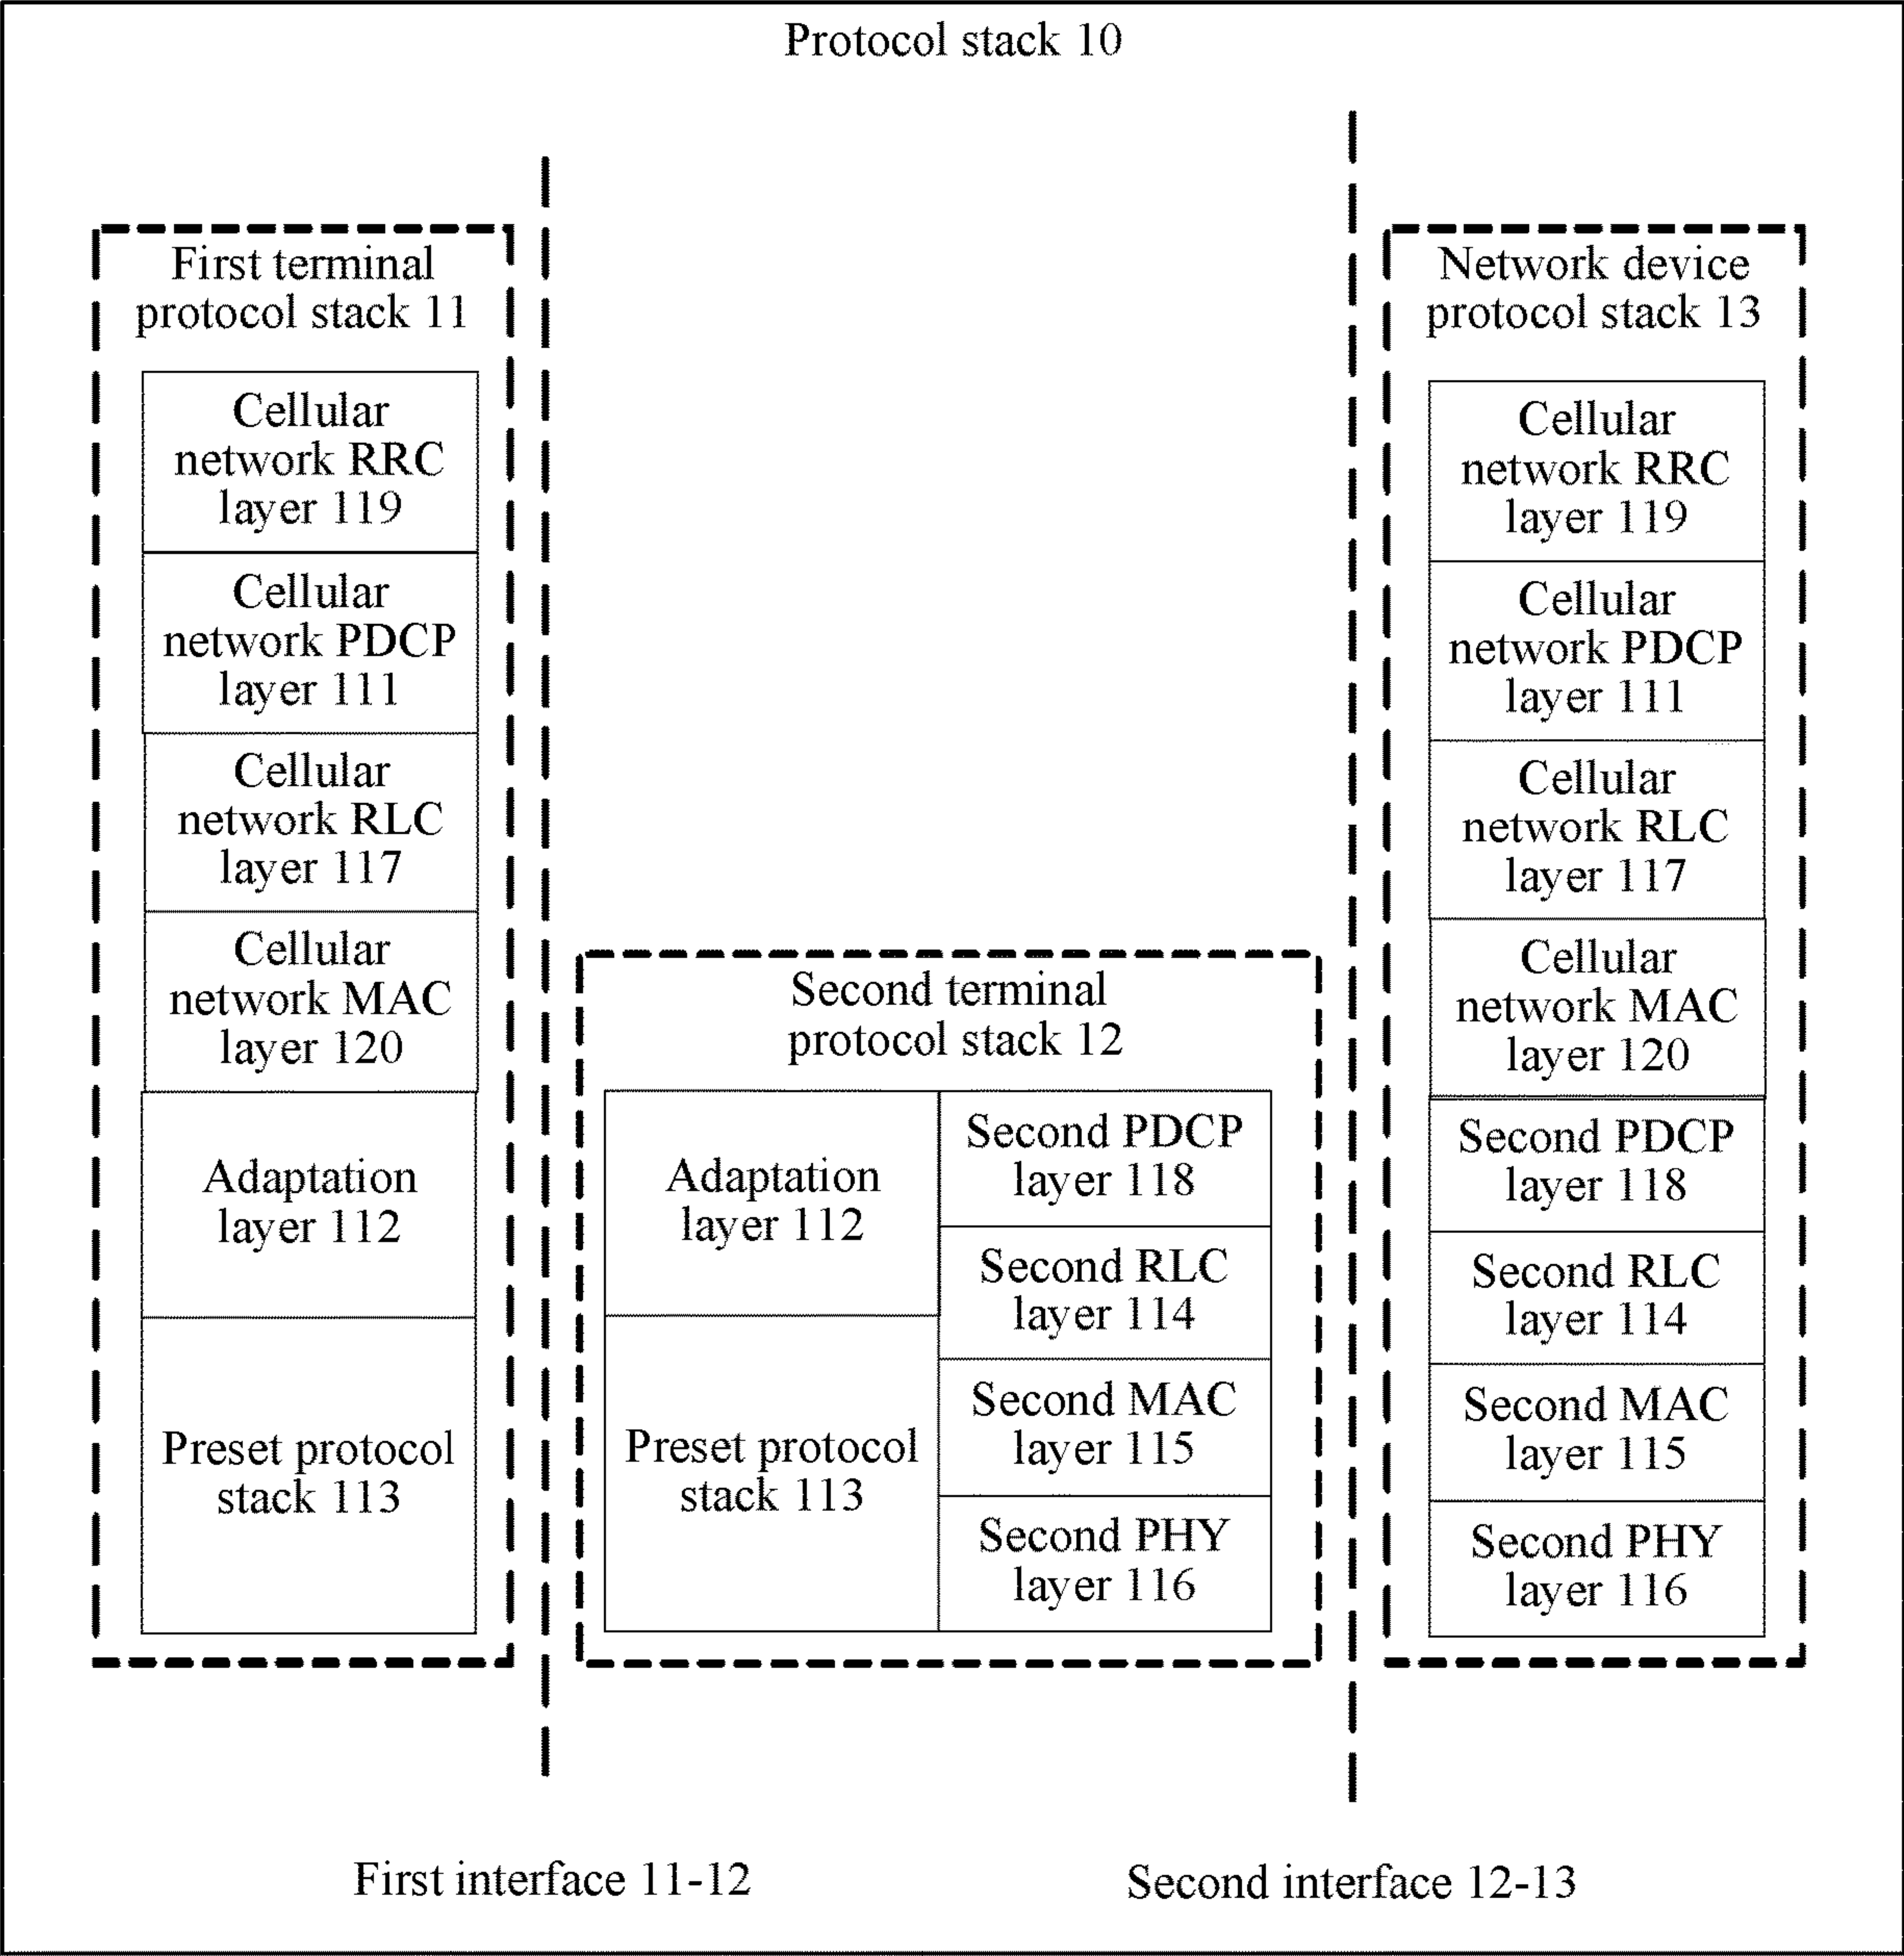 Protocol stack 10
First terminal
protocol stack 11
Cellular
network RRC
layer 119
Cellular
network PDCP
layer 111
Cellular
network RLC
layer 117
Cellular
network MAC
layer 120
Adaptation
layer 112
Preset protocol
stack 113
Second terminal
protocol stack 12
Adaptation
layer 112
Preset protocol
stack 113
Second PDCP
layer 118
Second RLC
layer 114
Second MAC
layer 115
Second PHY
layer 116
Network device
protocol stack 13
Cellular
network RRC
layer 119
Cellular
network PDCP
layer 111
Cellular
network RLC
layer 117
Cellular
network MAC
layer 120
Second PDCP
layer 118
Second RLC
layer 114
Second MAC
layer 115
Second PHY
layer 116
First interface 11-12
Second interface 12-13